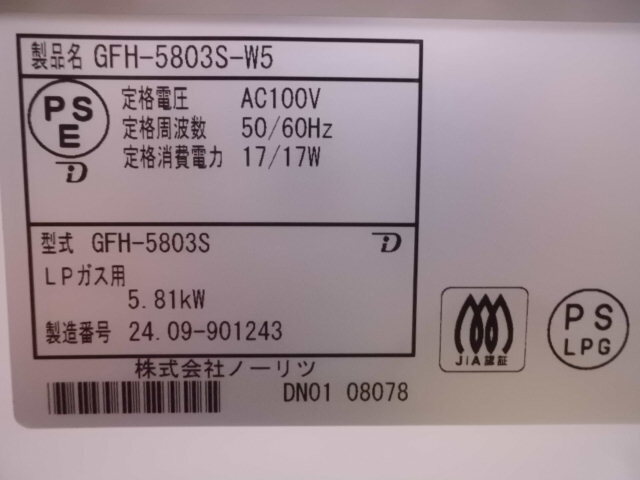 製品名 GFH-5803S-W5
PS
E
定格電圧 AC100V
定格周波数 50/60Hz
定格消費電力 17/17W
型式 GFH-5803S
LPガス用
5.81kW
製造番号 24.09-901243
JIA認証
PS
LPG
株式会社ノーリツ
DN01 08078